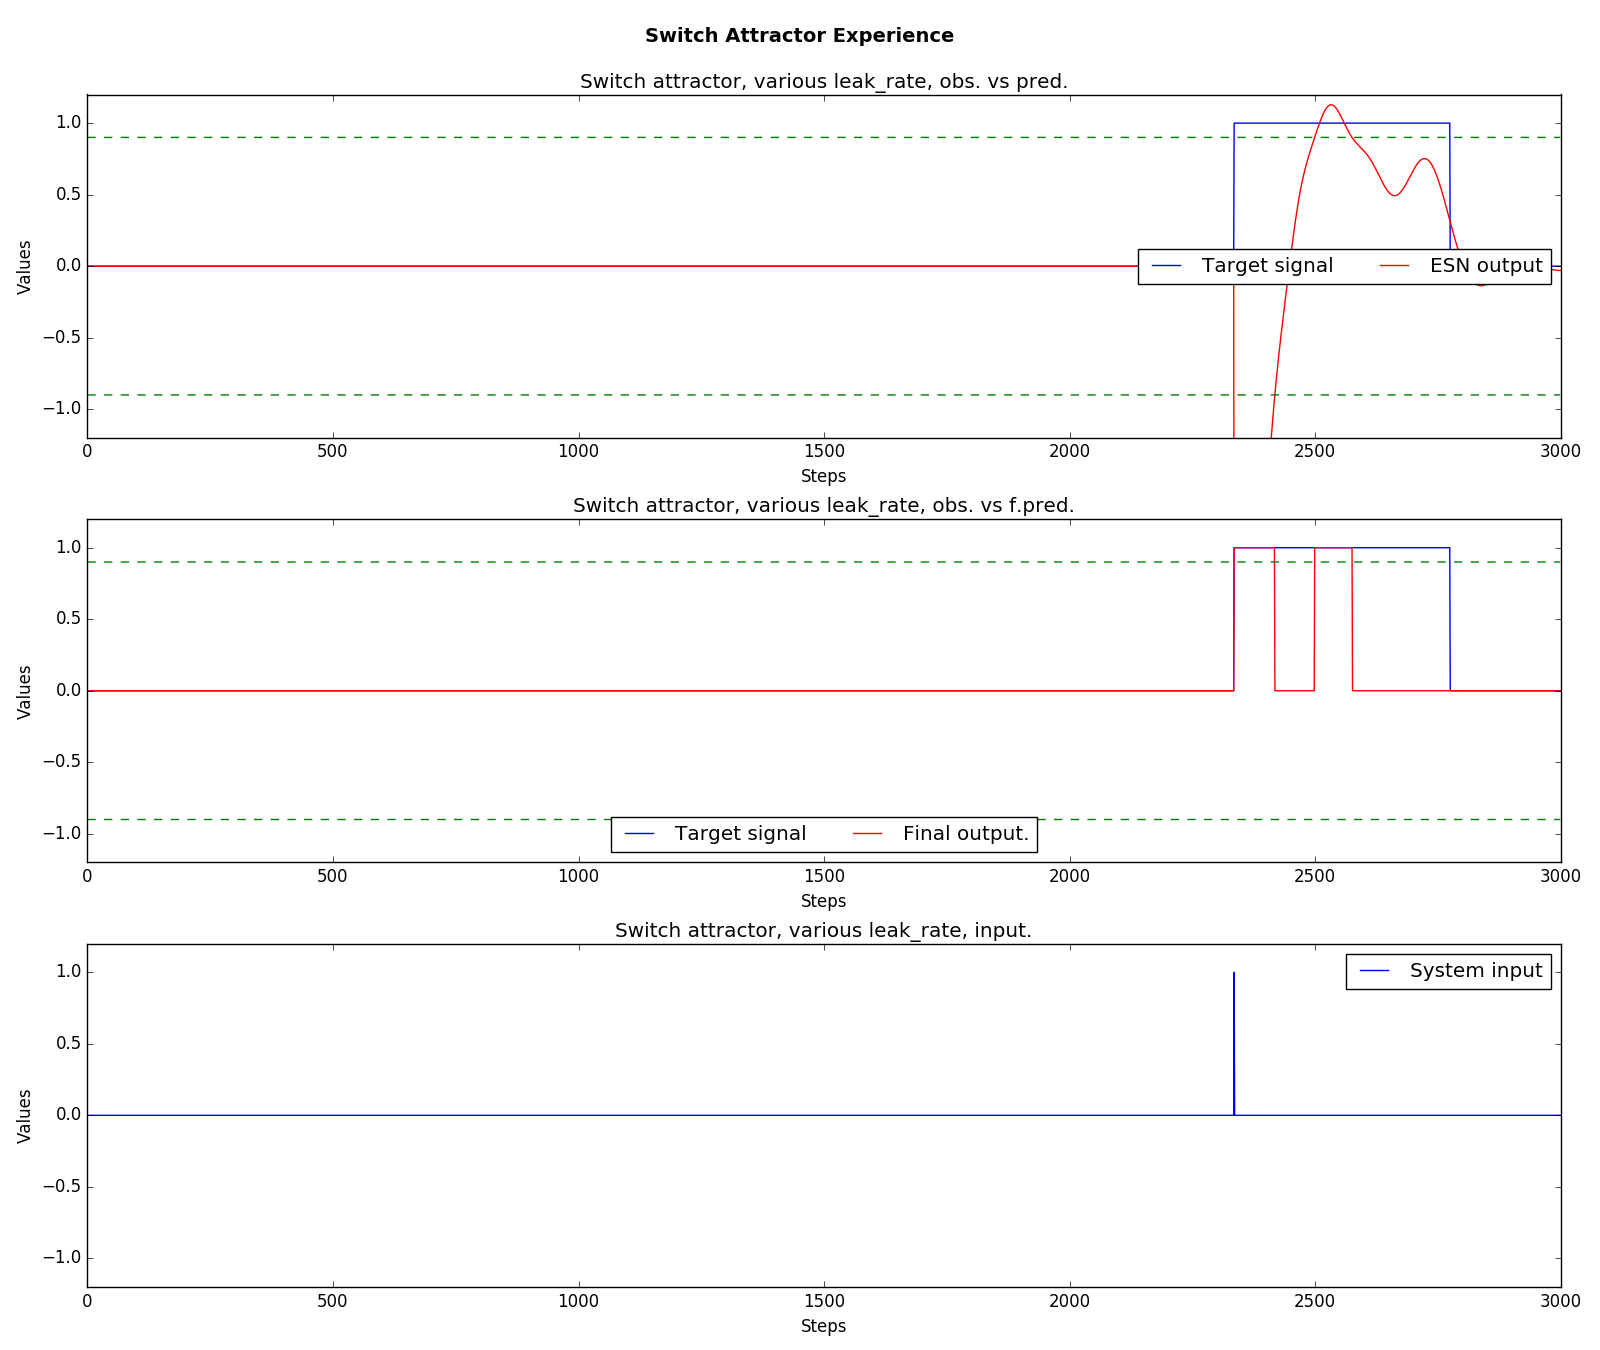 Switch Attractor Experience
Switch attractor, various leak_rate, obs. vs pred.
1.0
0.5
0.0
−0.5
−1.0
Values
Target signal ESN output
0 500 1000 1500 2000 2500 3000
Steps
Switch attractor, various leak_rate, obs. vs f.pred.
1.0
0.5
0.0
−0.5
−1.0
Values
Target signal Final output.
0 500 1000 1500 2000 2500 3000
Steps
Switch attractor, various leak_rate, input.
System input
1.0
0.5
0.0
−0.5
−1.0
Values
0 500 1000 1500 2000 2500 3000
Steps